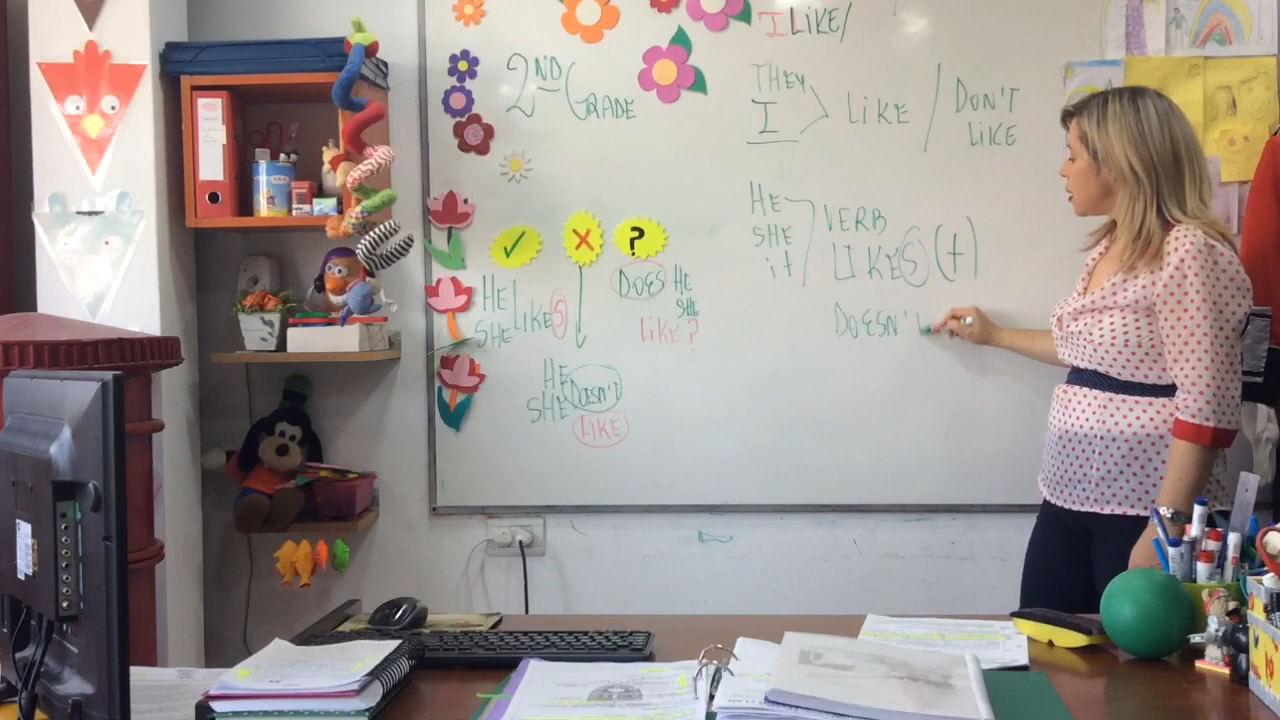 I LIKE/
2ND GRADE
THEY
I
LIKE / DON'T LIKE
HE
SHE
it
VERB
LIKES (+)
DOESN'
✓ X ?
HE
SHE
LIKES
DOES HE
SHE
LIKE?
HE
SHE
DOESN'T
LIKE